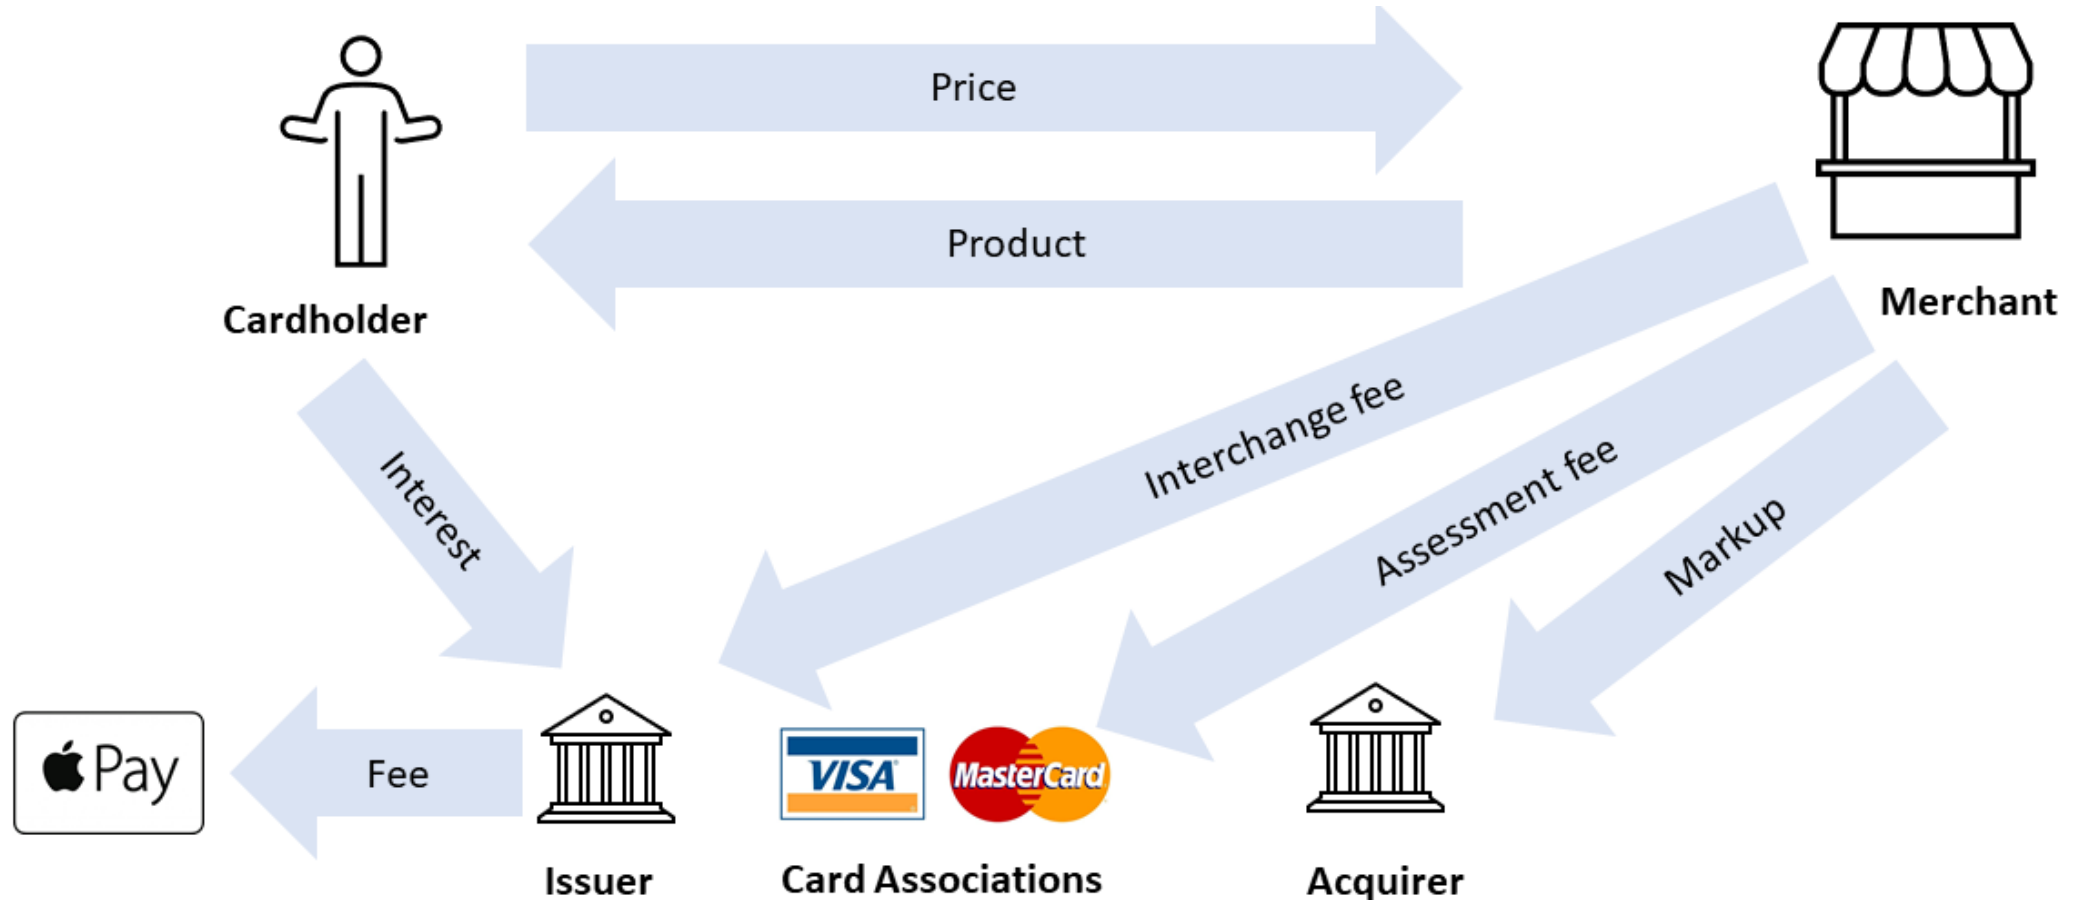 Price
Product
Cardholder
Merchant
Interchange fee
Assessment fee
Interest
Markup
Pay
Fee
VISA
MasterCard
Issuer
Card Associations
Acquirer